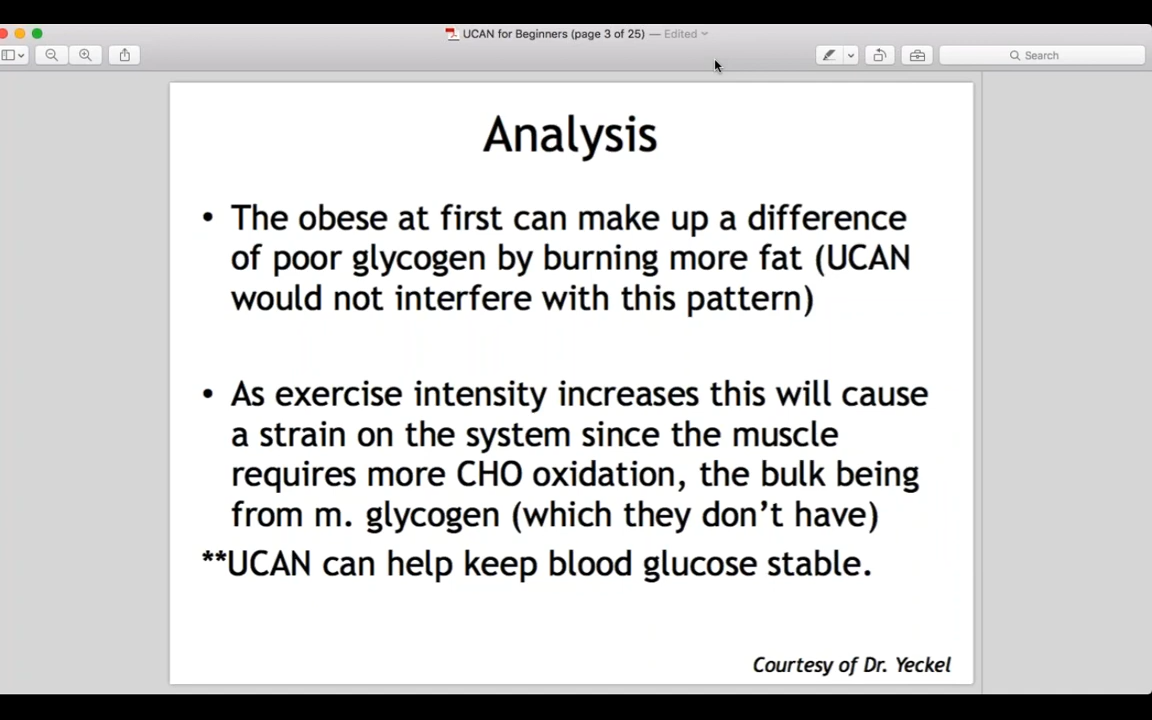 UCAN for Beginners (page 3 of 25) — Edited
Search
Analysis
• The obese at first can make up a difference
of poor glycogen by burning more fat (UCAN
would not interfere with this pattern)
• As exercise intensity increases this will cause
a strain on the system since the muscle
requires more CHO oxidation, the bulk being
from m. glycogen (which they don’t have)
**UCAN can help keep blood glucose stable.
Courtesy of Dr. Yeckel